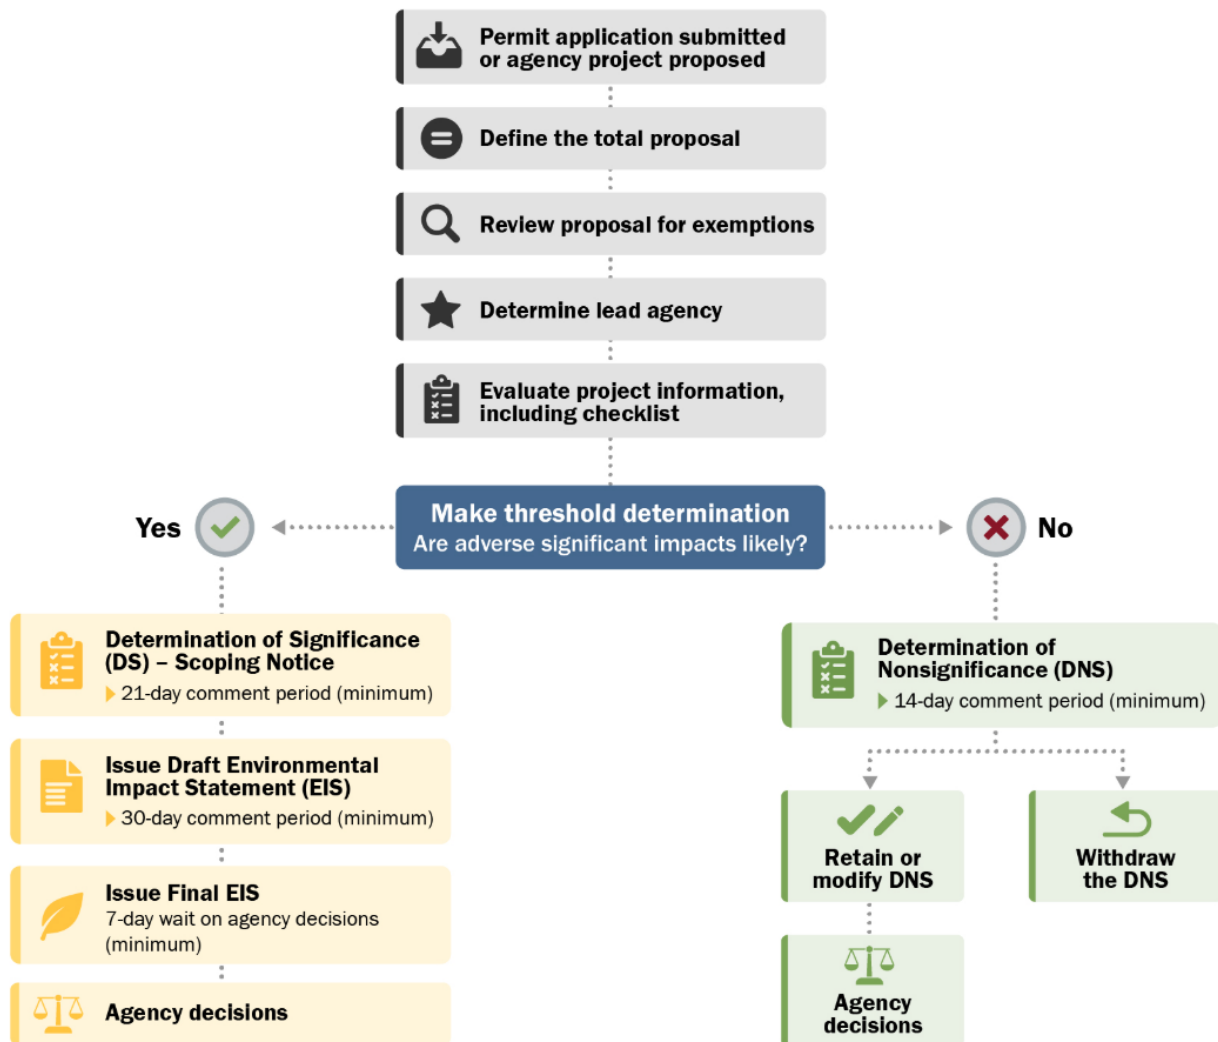 Permit application submitted
or agency project proposed
Define the total proposal
Review proposal for exemptions
Determine lead agency
Evaluate project information,
including checklist
Make threshold determination
Are adverse significant impacts likely?
Yes
No
Determination of Significance
(DS) – Scoping Notice
21-day comment period (minimum)
Issue Draft Environmental
Impact Statement (EIS)
30-day comment period (minimum)
Issue Final EIS
7-day wait on agency decisions
(minimum)
Agency decisions
Determination of
Nonsignificance (DNS)
14-day comment period (minimum)
Retain or
modify DNS
Withdraw
the DNS
Agency
decisions